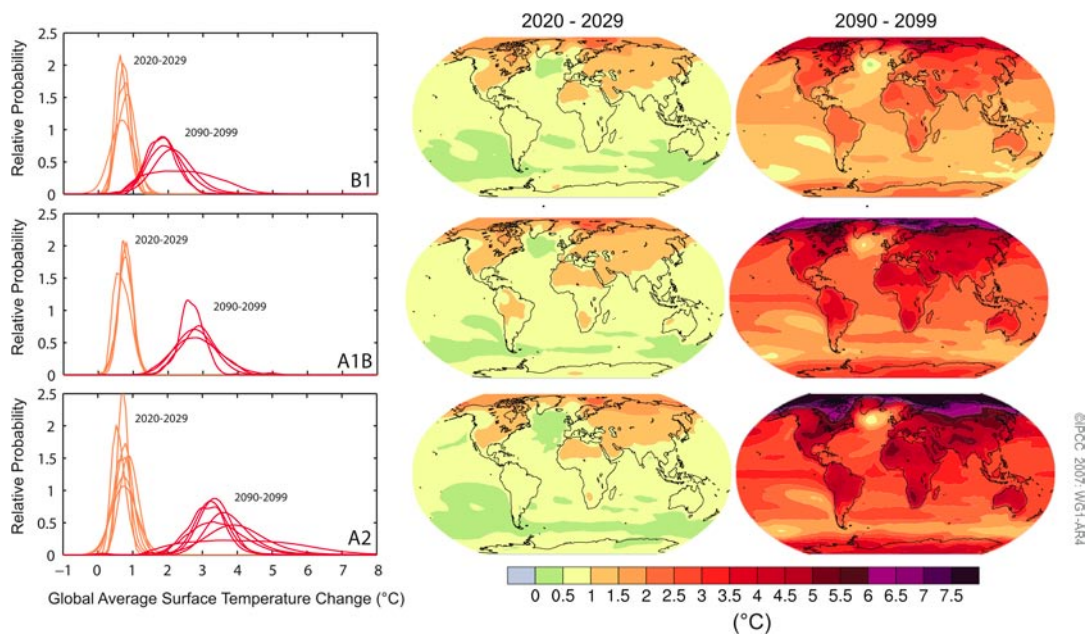 2020 - 2029
2090 - 2099
Relative Probability
2.5
2
1.5
1
0.5
0
2020-2029
2090-2099
B1
Relative Probability
2.5
2
1.5
1
0.5
0
2020-2029
2090-2099
A1B
Relative Probability
2.5
2
1.5
1
0.5
0
2020-2029
2090-2099
A2
−1 0 1 2 3 4 5 6 7 8
Global Average Surface Temperature Change (°C)
0 0.5 1 1.5 2 2.5 3 3.5 4 4.5 5 5.5 6 6.5 7 7.5
(°C)
©IPCC 2007: WG1-AR4